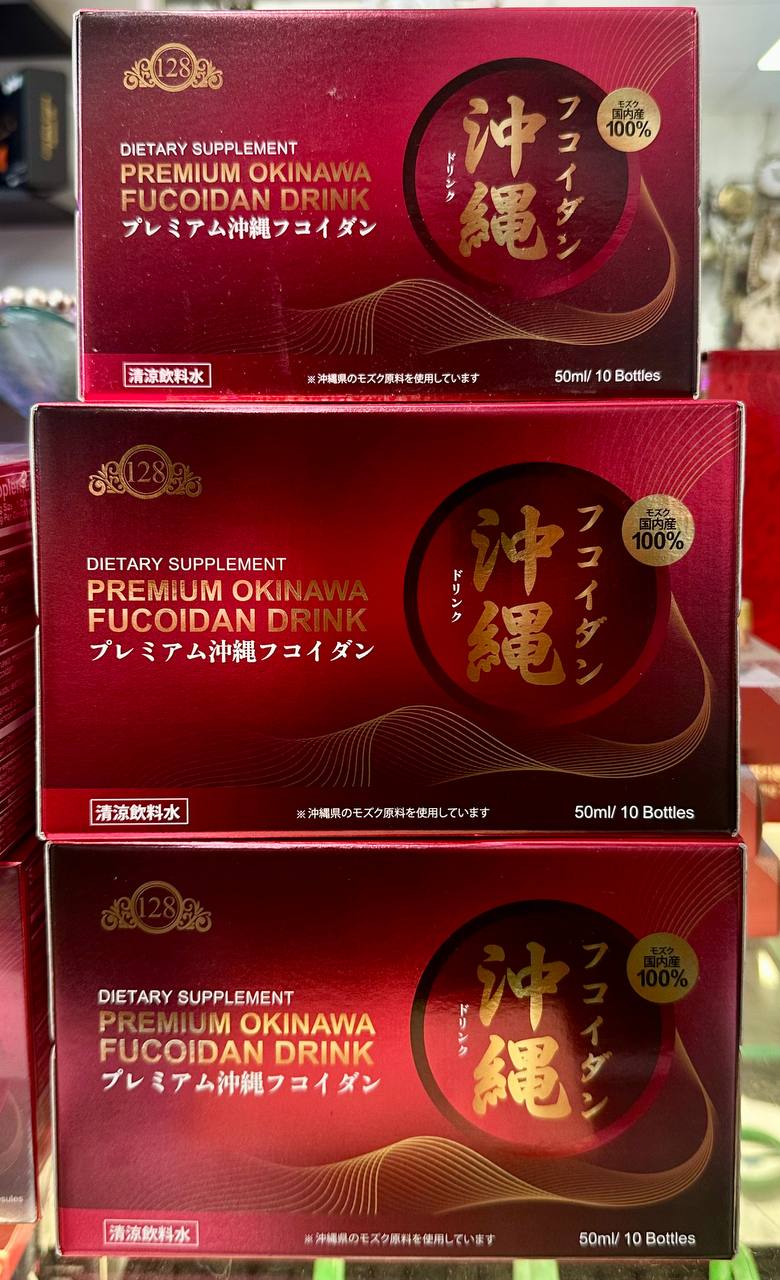 128
DIETARY SUPPLEMENT
PREMIUM OKINAWA
FUCOIDAN DRINK
プレミアム沖縄フコイダン
フコイダン
沖縄
ドリンク
モズク
国内産
100%
清涼飲料水
※沖縄県のモズク原料を使用しています
50ml/ 10 Bottles
128
DIETARY SUPPLEMENT
PREMIUM OKINAWA
FUCOIDAN DRINK
プレミアム沖縄フコイダン
フコイダン
沖縄
ドリンク
モズク
国内産
100%
清涼飲料水
※沖縄県のモズク原料を使用しています
50ml/ 10 Bottles
128
DIETARY SUPPLEMENT
PREMIUM OKINAWA
FUCOIDAN DRINK
プレミアム沖縄フコイダン
フコイダン
沖縄
ドリンク
モズク
国内産
100%
清涼飲料水
※沖縄県のモズク原料を使用しています
50ml/ 10 Bottles